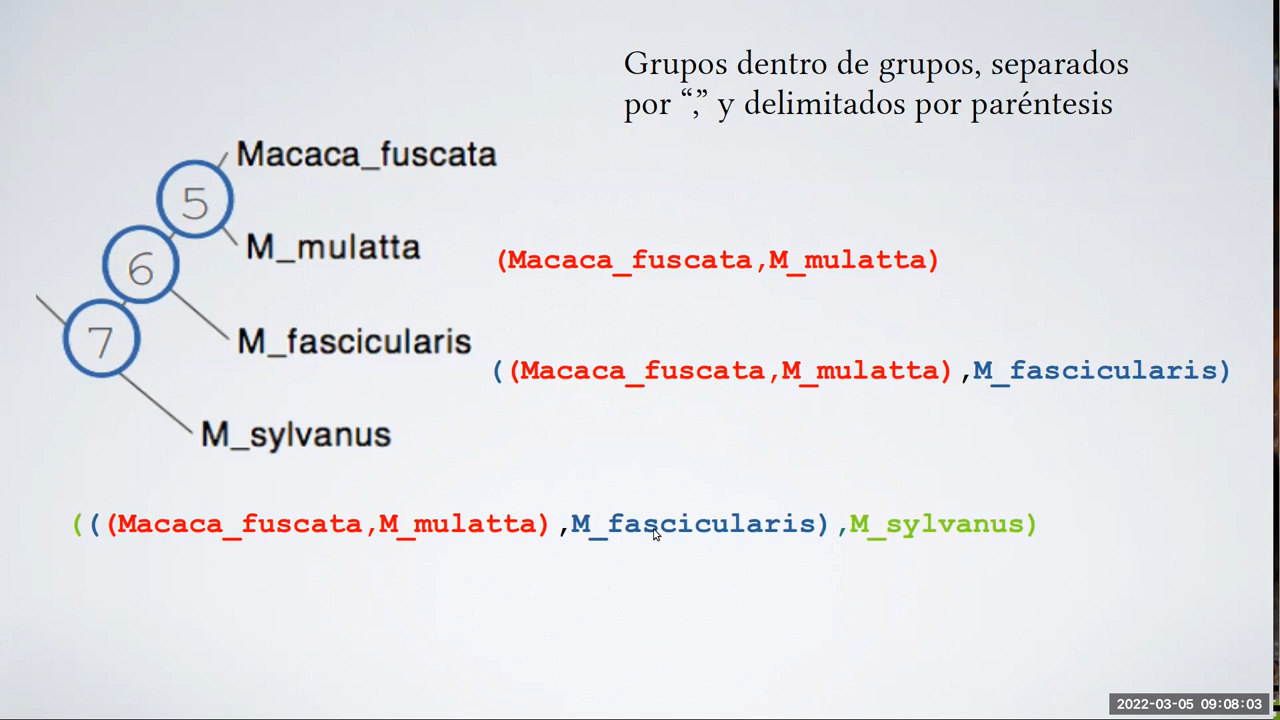 Grupos dentro de grupos, separados
por “,” y delimitados por paréntesis
Macaca_fuscata
5
M_mulatta
(Macaca_fuscata,M_mulatta)
6
7
M_fascicularis
((Macaca_fuscata,M_mulatta),M_fascicularis)
M_sylvanus
(((Macaca_fuscata,M_mulatta),M_fascicularis),M_sylvanus)
2022-03-05 09:08:03